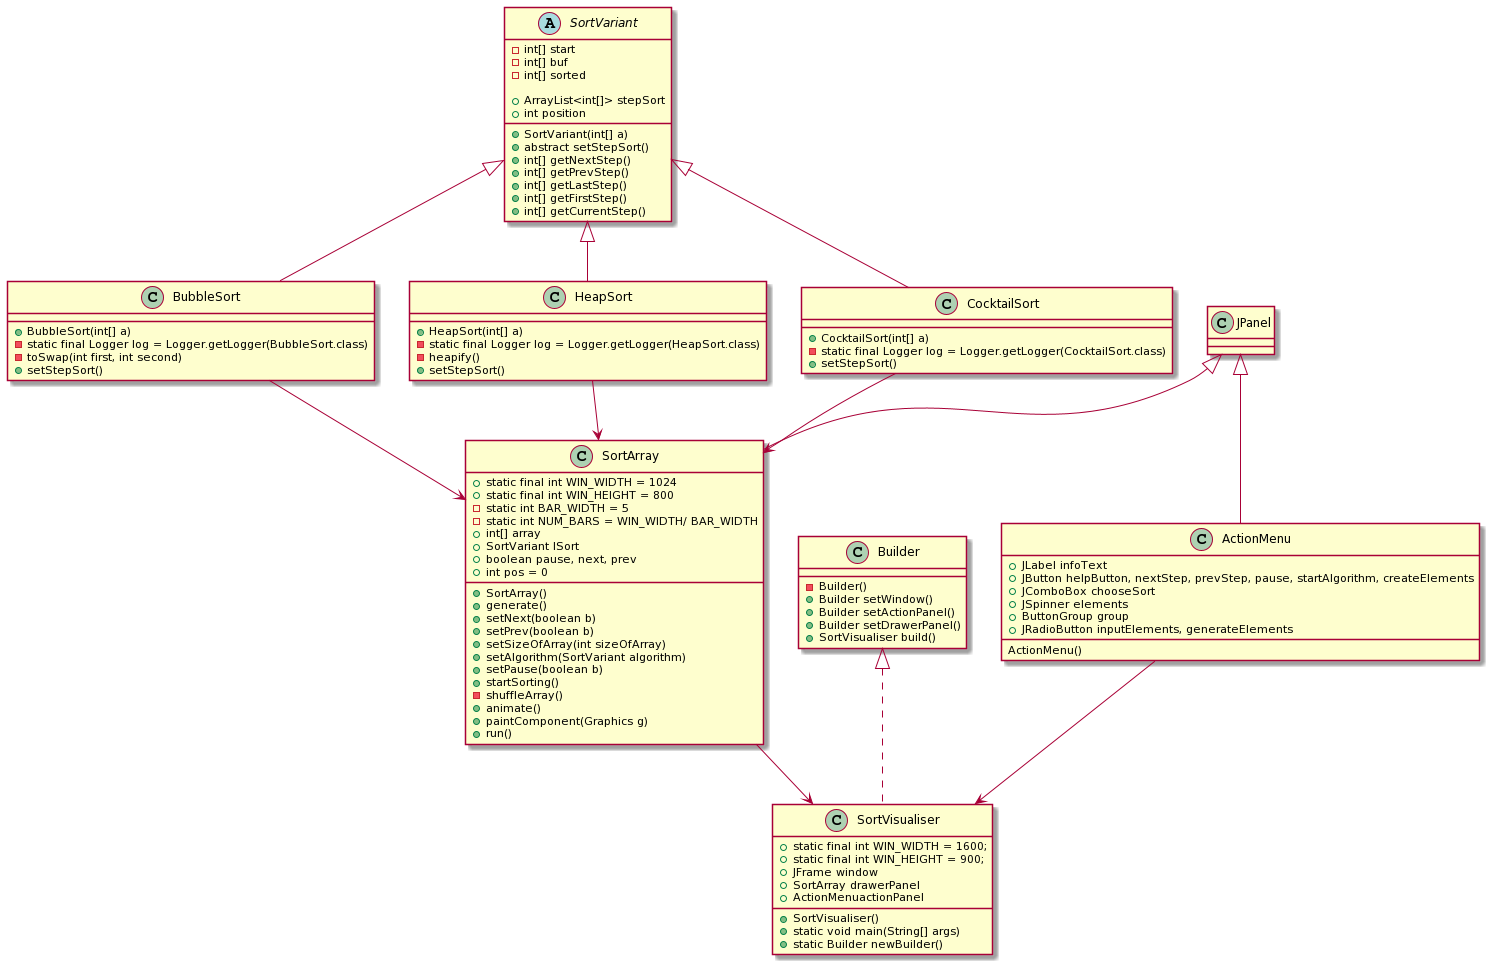 A SortVariant
int[] start
int[] buf
int[] sorted
ArrayList<int[]> stepSort
int position
SortVariant(int[] a)
abstract setStepSort()
int[] getNextStep()
int[] getPrevStep()
int[] getLastStep()
int[] getFirstStep()
int[] getCurrentStep()
C BubbleSort
BubbleSort(int[] a)
static final Logger log = Logger.getLogger(BubbleSort.class)
toSwap(int first, int second)
setStepSort()
C HeapSort
HeapSort(int[] a)
static final Logger log = Logger.getLogger(HeapSort.class)
heapify()
setStepSort()
C CocktailSort
CocktailSort(int[] a)
static final Logger log = Logger.getLogger(CocktailSort.class)
setStepSort()
C JPanel
C SortArray
static final int WIN_WIDTH = 1024
static final int WIN_HEIGHT = 800
static int BAR_WIDTH = 5
static int NUM_BARS = WIN_WIDTH/ BAR_WIDTH
int[] array
SortVariant ISort
boolean pause, next, prev
int pos = 0
SortArray()
generate()
setNext(boolean b)
setPrev(boolean b)
setSizeOfArray(int sizeOfArray)
setAlgorithm(SortVariant algorithm)
setPause(boolean b)
startSorting()
shuffleArray()
animate()
paintComponent(Graphics g)
run()
C Builder
Builder()
Builder setWindow()
Builder setActionPanel()
Builder setDrawerPanel()
SortVisualiser build()
C ActionMenu
JLabel infoText
JButton helpButton, nextStep, prevStep, pause, startAlgorithm, createElements
JComboBox chooseSort
JSpinner elements
ButtonGroup group
JRadioButton inputElements, generateElements
ActionMenu()
C SortVisualiser
static final int WIN_WIDTH = 1600;
static final int WIN_HEIGHT = 900;
JFrame window
SortArray drawerPanel
ActionMenuactionPanel
SortVisualiser()
static void main(String[] args)
static Builder newBuilder()